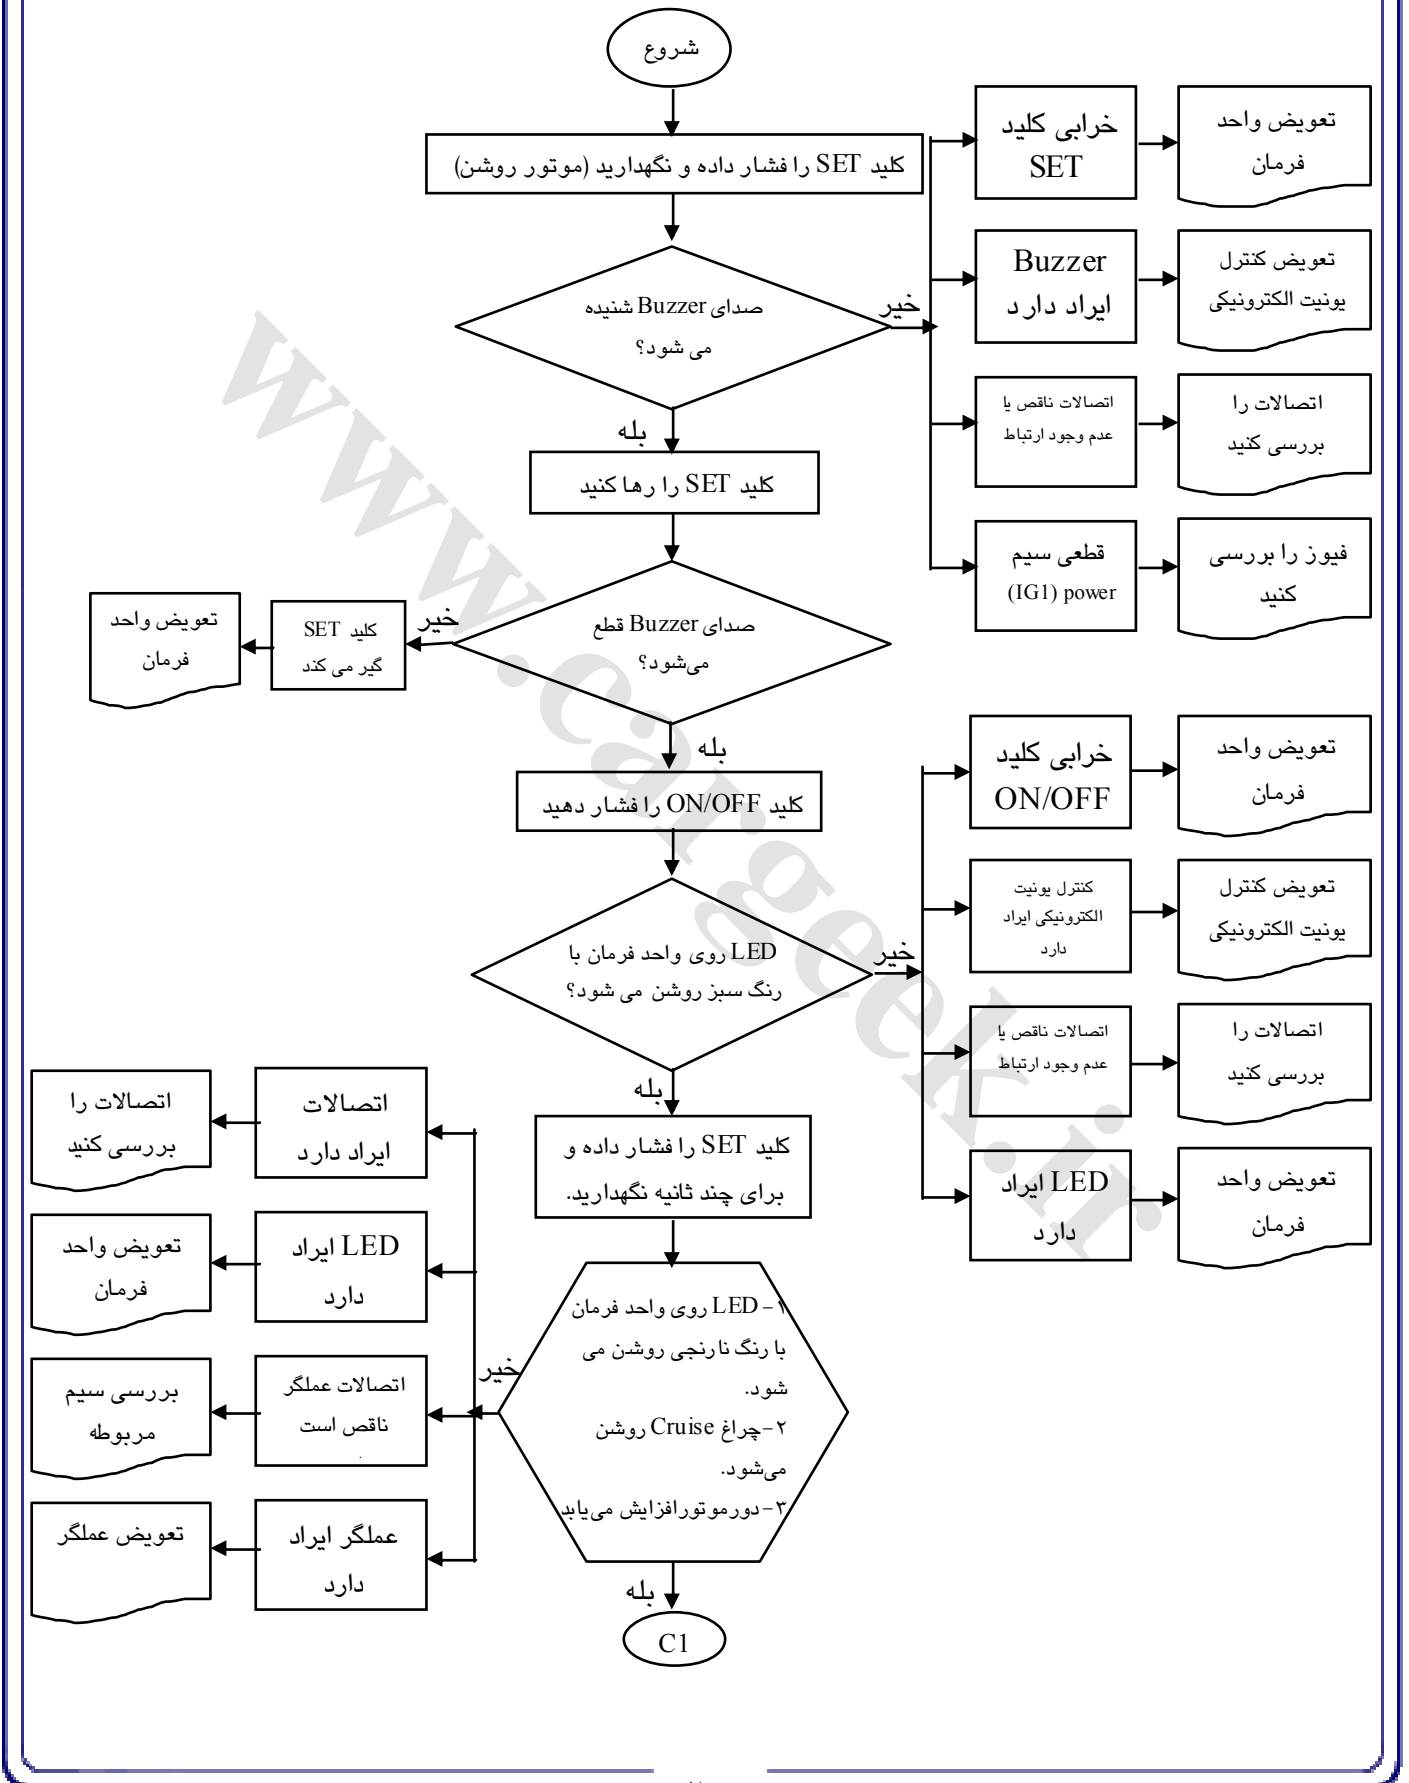 شروع
کلید SET را فشار داده و نگهدارید (موتور روشن)
صدای Buzzer شنیده
می شود؟
خیر
خرابی کلید
SET
تعویض واحد
فرمان
Buzzer
ایراد دارد
تعویض کنترل
یونیت الکترونیکی
اتصالات ناقص یا
عدم وجود ارتباط
اتصالات را
بررسی کنید
قطعی سیم
(IG1) power
فیوز را بررسی
کنید
بله
کلید SET را رها کنید
صدای Buzzer قطع
می‌شود؟
خیر
کلید SET
گیر می کند
تعویض واحد
فرمان
بله
کلید ON/OFF را فشار دهید
LED روی واحد فرمان با
رنگ سبز روشن می شود؟
خیر
خرابی کلید
ON/OFF
تعویض واحد
فرمان
کنترل یونیت
الکترونیکی ایراد
دارد
تعویض کنترل
یونیت الکترونیکی
اتصالات ناقص یا
عدم وجود ارتباط
اتصالات را
بررسی کنید
LED ایراد
دارد
تعویض واحد
فرمان
بله
کلید SET را فشار داده و
برای چند ثانیه نگهدارید.
۱- LED روی واحد فرمان
با رنگ نارنجی روشن می
شود.
۲-چراغ Cruise روشن
می‌شود.
۳-دورموتورافزایش می‌یابد
خیر
اتصالات
ایراد دارد
اتصالات را
بررسی کنید
LED ایراد
دارد
تعویض واحد
فرمان
اتصالات عملگر
ناقص است
بررسی سیم
مربوطه
عملگر ایراد
دارد
تعویض عملگر
بله
C1
www.cargeek.ir